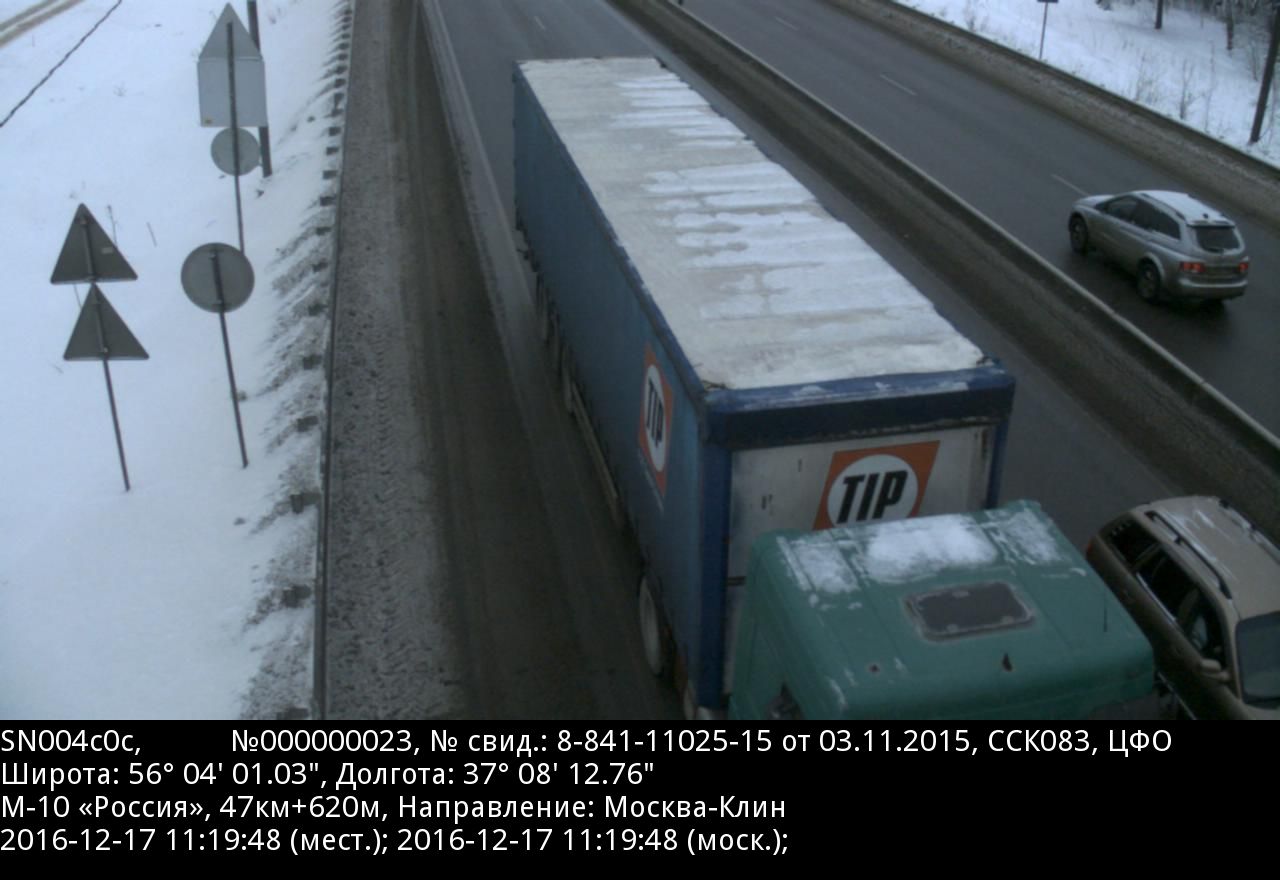 TIP
TIP
SN004c0c, №000000023, № свид.: 8-841-11025-15 от 03.11.2015, ССК083, ЦФО
Широта: 56° 04' 01.03", Долгота: 37° 08' 12.76"
М-10 «Россия», 47км+620м, Направление: Москва-Клин
2016-12-17 11:19:48 (мест.); 2016-12-17 11:19:48 (моск.);